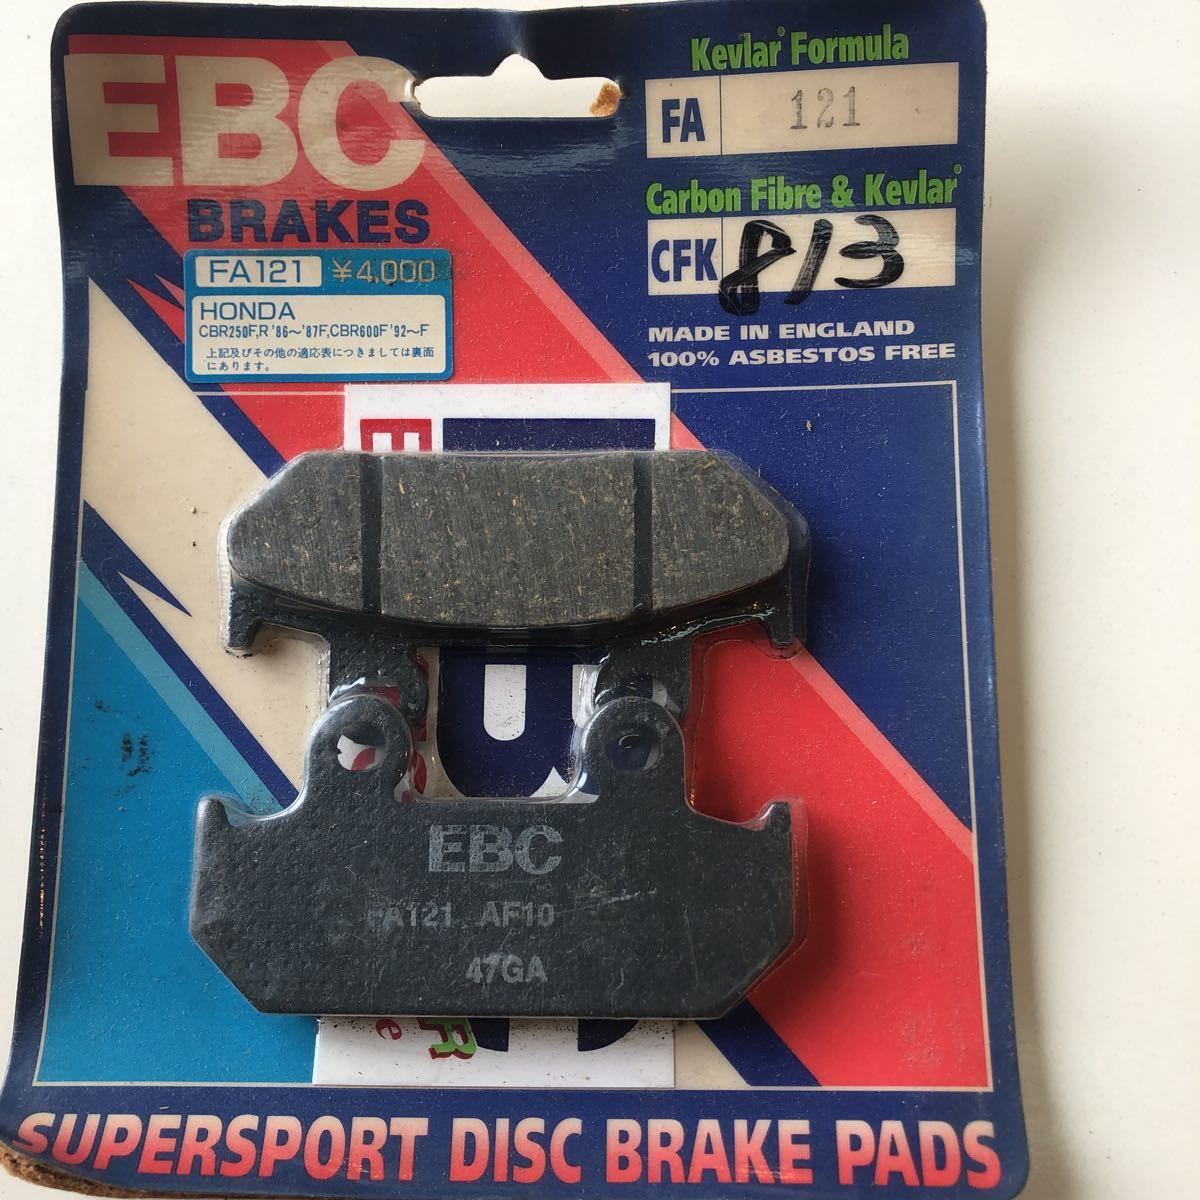 EBC
BRAKES
FA121 ¥4,000
HONDA
CBR250F,R '86〜'87F,CBR600F '92〜F
上記及びその他の適応表につきましては裏面
にあります。
Kevlar® Formula
FA 121
Carbon Fibre & Kevlar®
CFK 813
MADE IN ENGLAND
100% ASBESTOS FREE
EBC
FA121 AF10
47GA
SUPERSPORT DISC BRAKE PADS